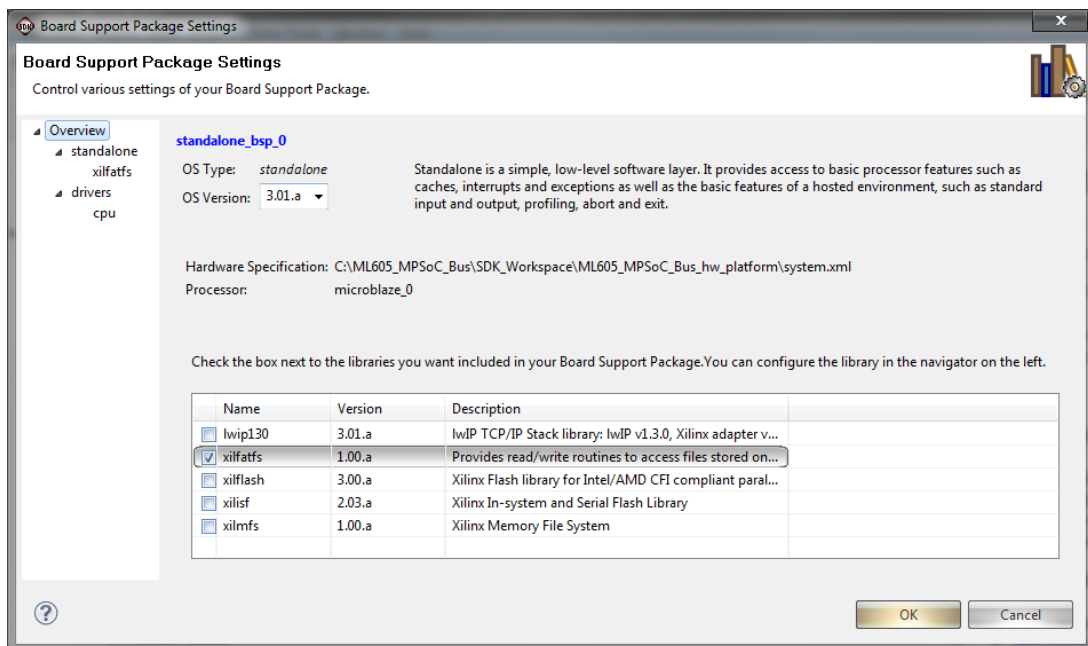 SDK Board Support Package Settings
x
Board Support Package Settings
Control various settings of your Board Support Package.
Overview
standalone
xilfatfs
drivers
cpu
standalone_bsp_0
OS Type: standalone
OS Version: 3.01.a
Standalone is a simple, low-level software layer. It provides access to basic processor features such as
caches, interrupts and exceptions as well as the basic features of a hosted environment, such as standard
input and output, profiling, abort and exit.
Hardware Specification: C:\ML605_MPSoC_Bus\SDK_Workspace\ML605_MPSoC_Bus_hw_platform\system.xml
Processor: microblaze_0
Check the box next to the libraries you want included in your Board Support Package.You can configure the library in the navigator on the left.
Name Version Description
lwip130 3.01.a lwIP TCP/IP Stack library: lwIP v1.3.0, Xilinx adapter v...
xilfatfs 1.00.a Provides read/write routines to access files stored on...
xilflash 3.00.a Xilinx Flash library for Intel/AMD CFI compliant paral...
xilisf 2.03.a Xilinx In-system and Serial Flash Library
xilmfs 1.00.a Xilinx Memory File System
?
OK Cancel